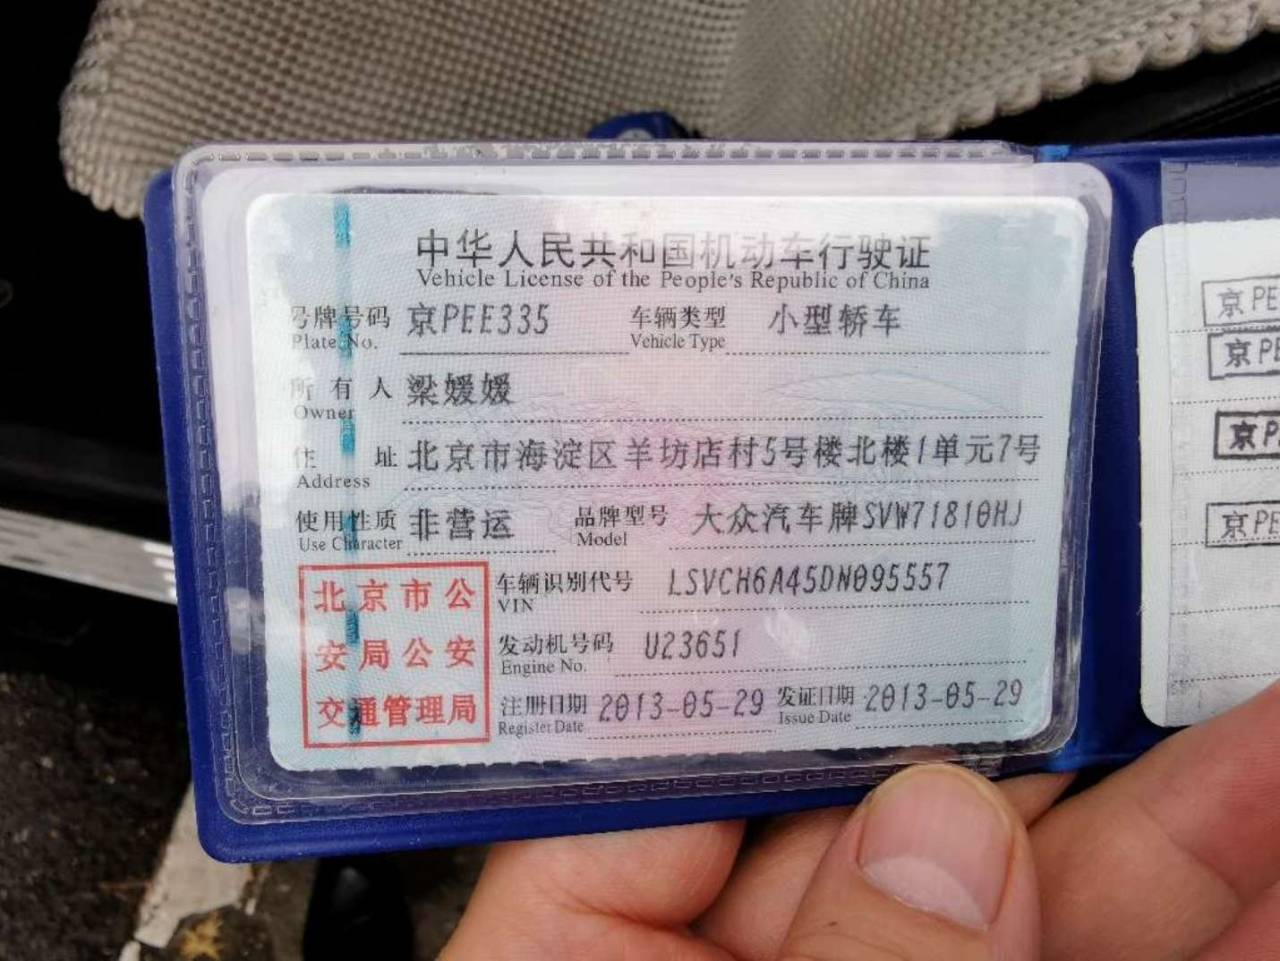 中华人民共和国机动车行驶证
Vehicle License of the People's Republic of China
号牌号码 京PEE335 车辆类型 小型轿车
Plate No. Vehicle Type
所有人 梁媛媛
Owner
住址 北京市海淀区羊坊店村5号楼北楼1单元7号
Address
使用性质 非营运 品牌型号 大众汽车牌SVW71810HJ
Use Character Model
车辆识别代号 LSVCH6A45DN095557
VIN
发动机号码 U23651
Engine No.
注册日期 2013-05-29 发证日期 2013-05-29
Register Date Issue Date
北京市公
安局公安
交通管理局
京PE
京PE
京P
京PE